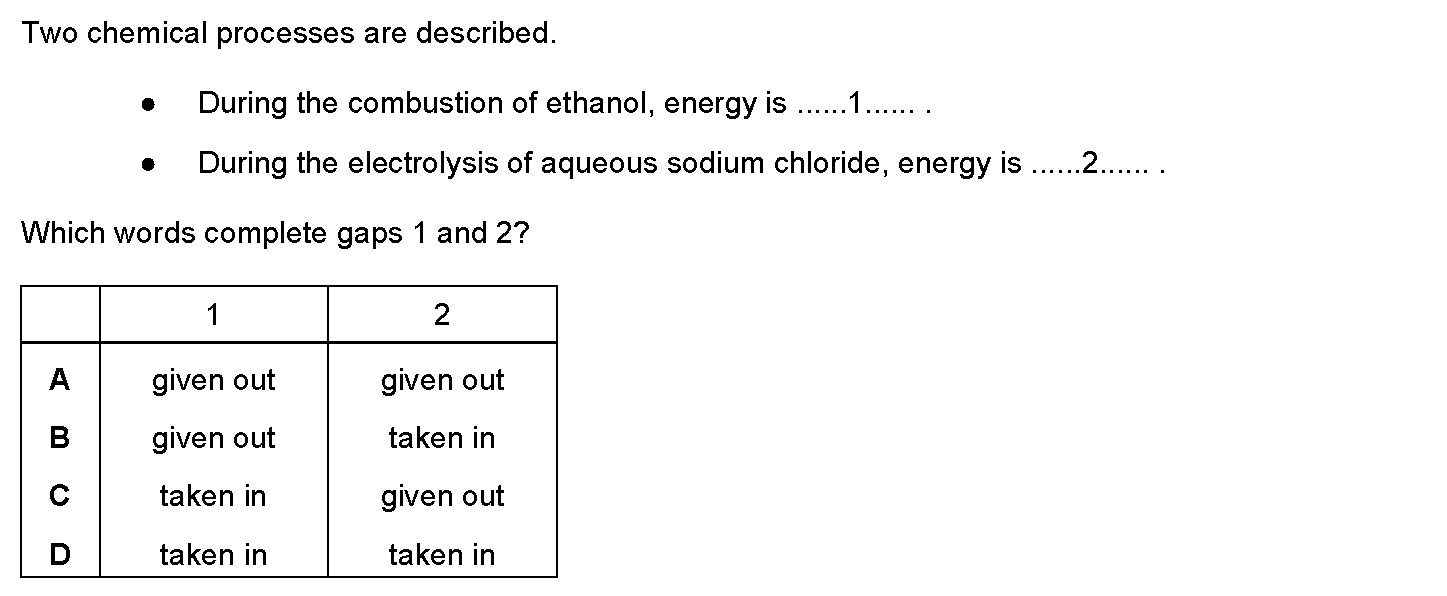 Two chemical processes are described.
● During the combustion of ethanol, energy is ......1...... .
● During the electrolysis of aqueous sodium chloride, energy is ......2...... .
Which words complete gaps 1 and 2?
1 2
A given out given out
B given out taken in
C taken in given out
D taken in taken in